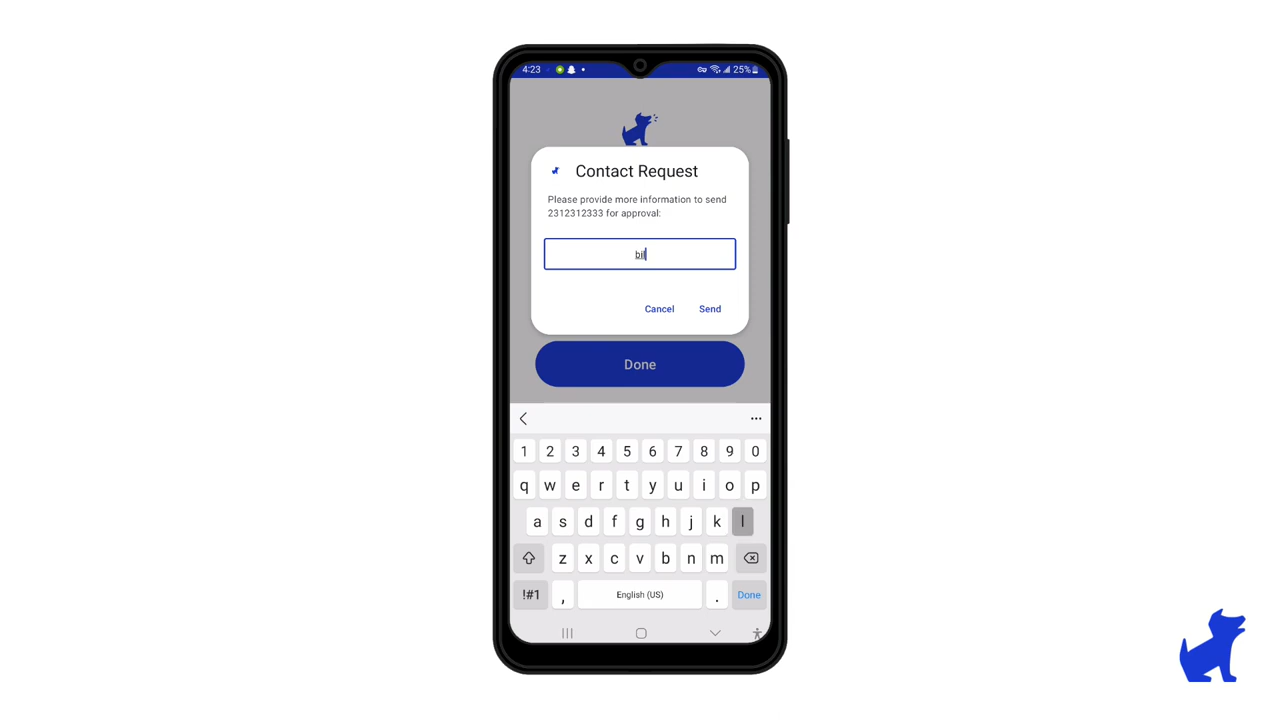 4:23 25%
Contact Request
Please provide more information to send
2312312333 for approval:
bil
Cancel Send
Done
1 2 3 4 5 6 7 8 9 0
q w e r t y u i o p
a s d f g h j k l
z x c v b n m
!#1 , English (US) . Done